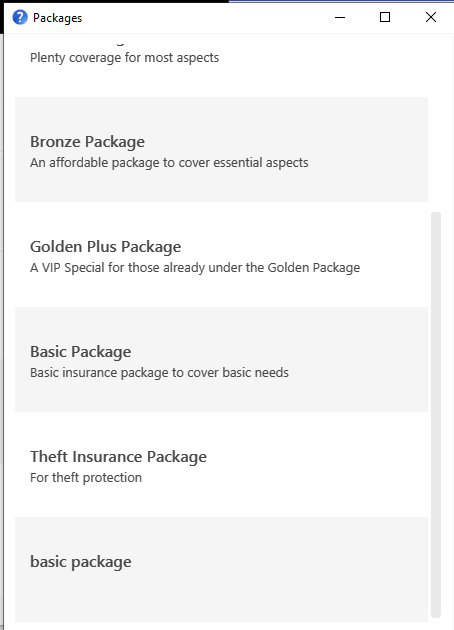 Packages
Plenty coverage for most aspects
Bronze Package
An affordable package to cover essential aspects
Golden Plus Package
A VIP Special for those already under the Golden Package
Basic Package
Basic insurance package to cover basic needs
Theft Insurance Package
For theft protection
basic package